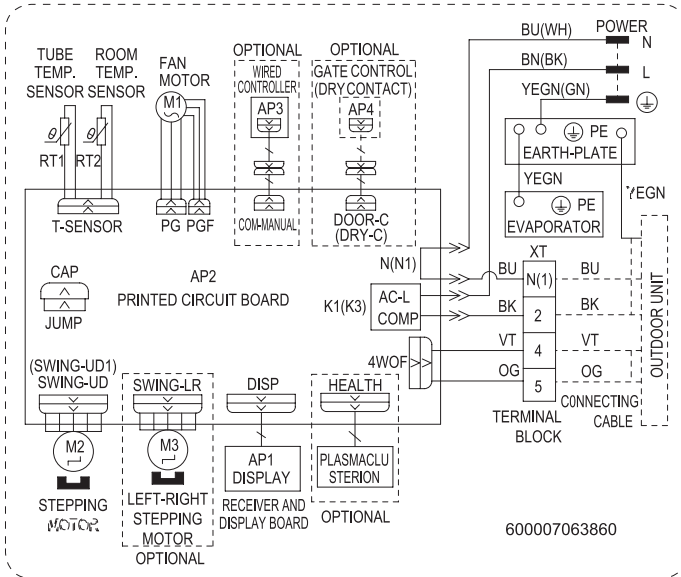 TUBE
TEMP.
SENSOR
ROOM
TEMP.
SENSOR
FAN
MOTOR
OPTIONAL
WIRED
CONTROLLER
OPTIONAL
GATE CONTROL
(DRY CONTACT)
BU(WH)
POWER
N
BN(BK)
L
YEGN(GN)
θ
RT1
θ
RT2
M1
AP3
AP4
PE
EARTH-PLATE
YEGN
YEGN
PE
EVAPORATOR
T-SENSOR
PG
PGF
COM-MANUAL
DOOR-C
(DRY-C)
CAP
JUMP
AP2
PRINTED CIRCUIT BOARD
N(N1)
K1(K3)
AC-L
COMP
4WOF
XT
BU
N(1)
BU
BK
2
BK
VT
4
VT
OG
5
OG
OUTDOOR UNIT
TERMINAL
BLOCK
CONNECTING
CABLE
(SWING-UD1)
SWING-UD
SWING-LR
DISP
HEALTH
M2
M3
AP1
DISPLAY
PLASMACLU
STERION
STEPPING
MOTOR
LEFT-RIGHT
STEPPING
MOTOR
OPTIONAL
RECEIVER AND
DISPLAY BOARD
OPTIONAL
600007063860